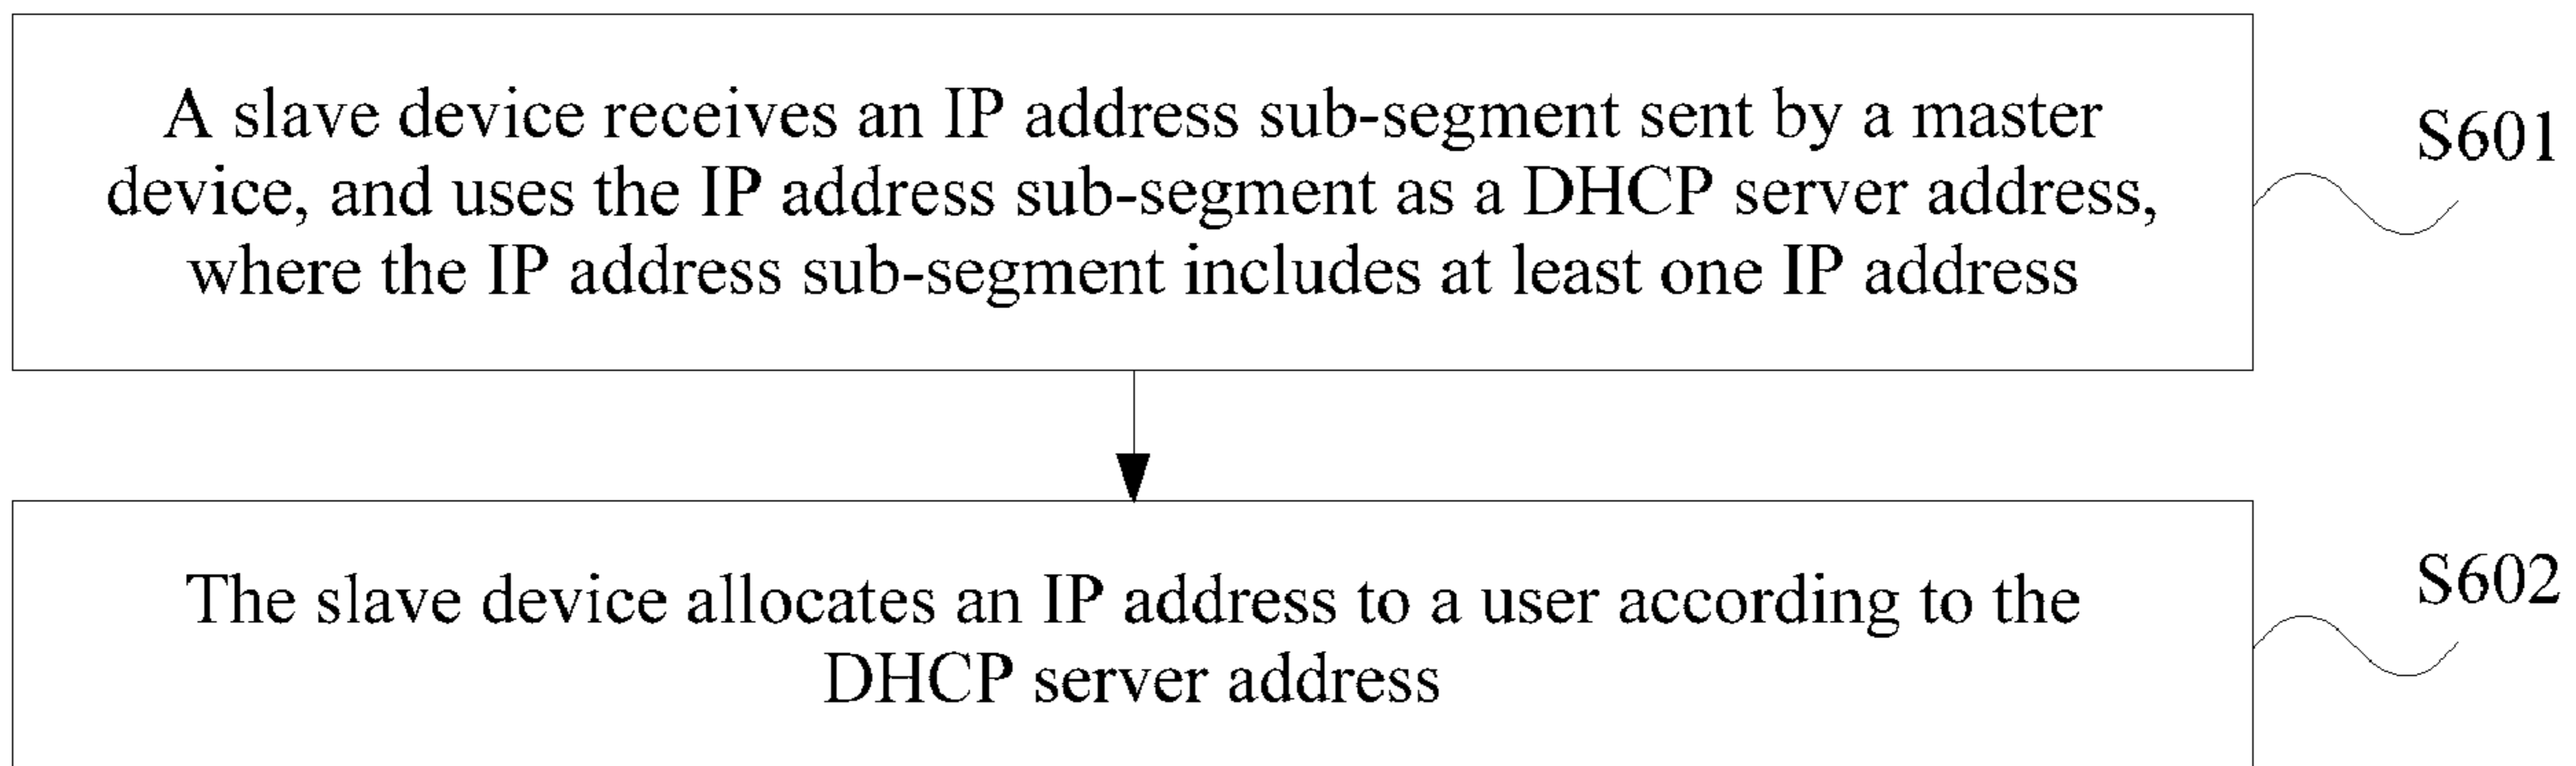 A slave device receives an IP address sub-segment sent by a master
device, and uses the IP address sub-segment as a DHCP server address,
where the IP address sub-segment includes at least one IP address
S601
The slave device allocates an IP address to a user according to the
DHCP server address
S602